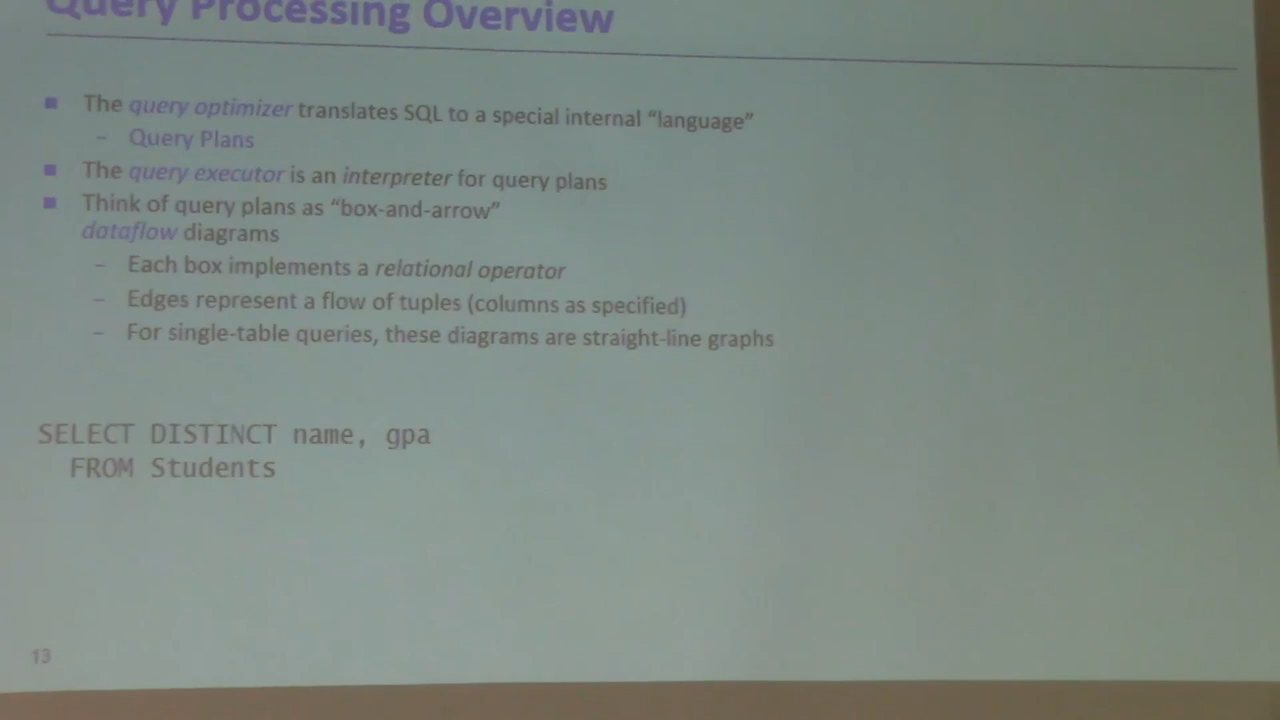 Query Processing Overview
The query optimizer translates SQL to a special internal “language”
– Query Plans
The query executor is an interpreter for query plans
Think of query plans as “box-and-arrow”
dataflow diagrams
– Each box implements a relational operator
– Edges represent a flow of tuples (columns as specified)
– For single-table queries, these diagrams are straight-line graphs
SELECT DISTINCT name, gpa
FROM Students
13